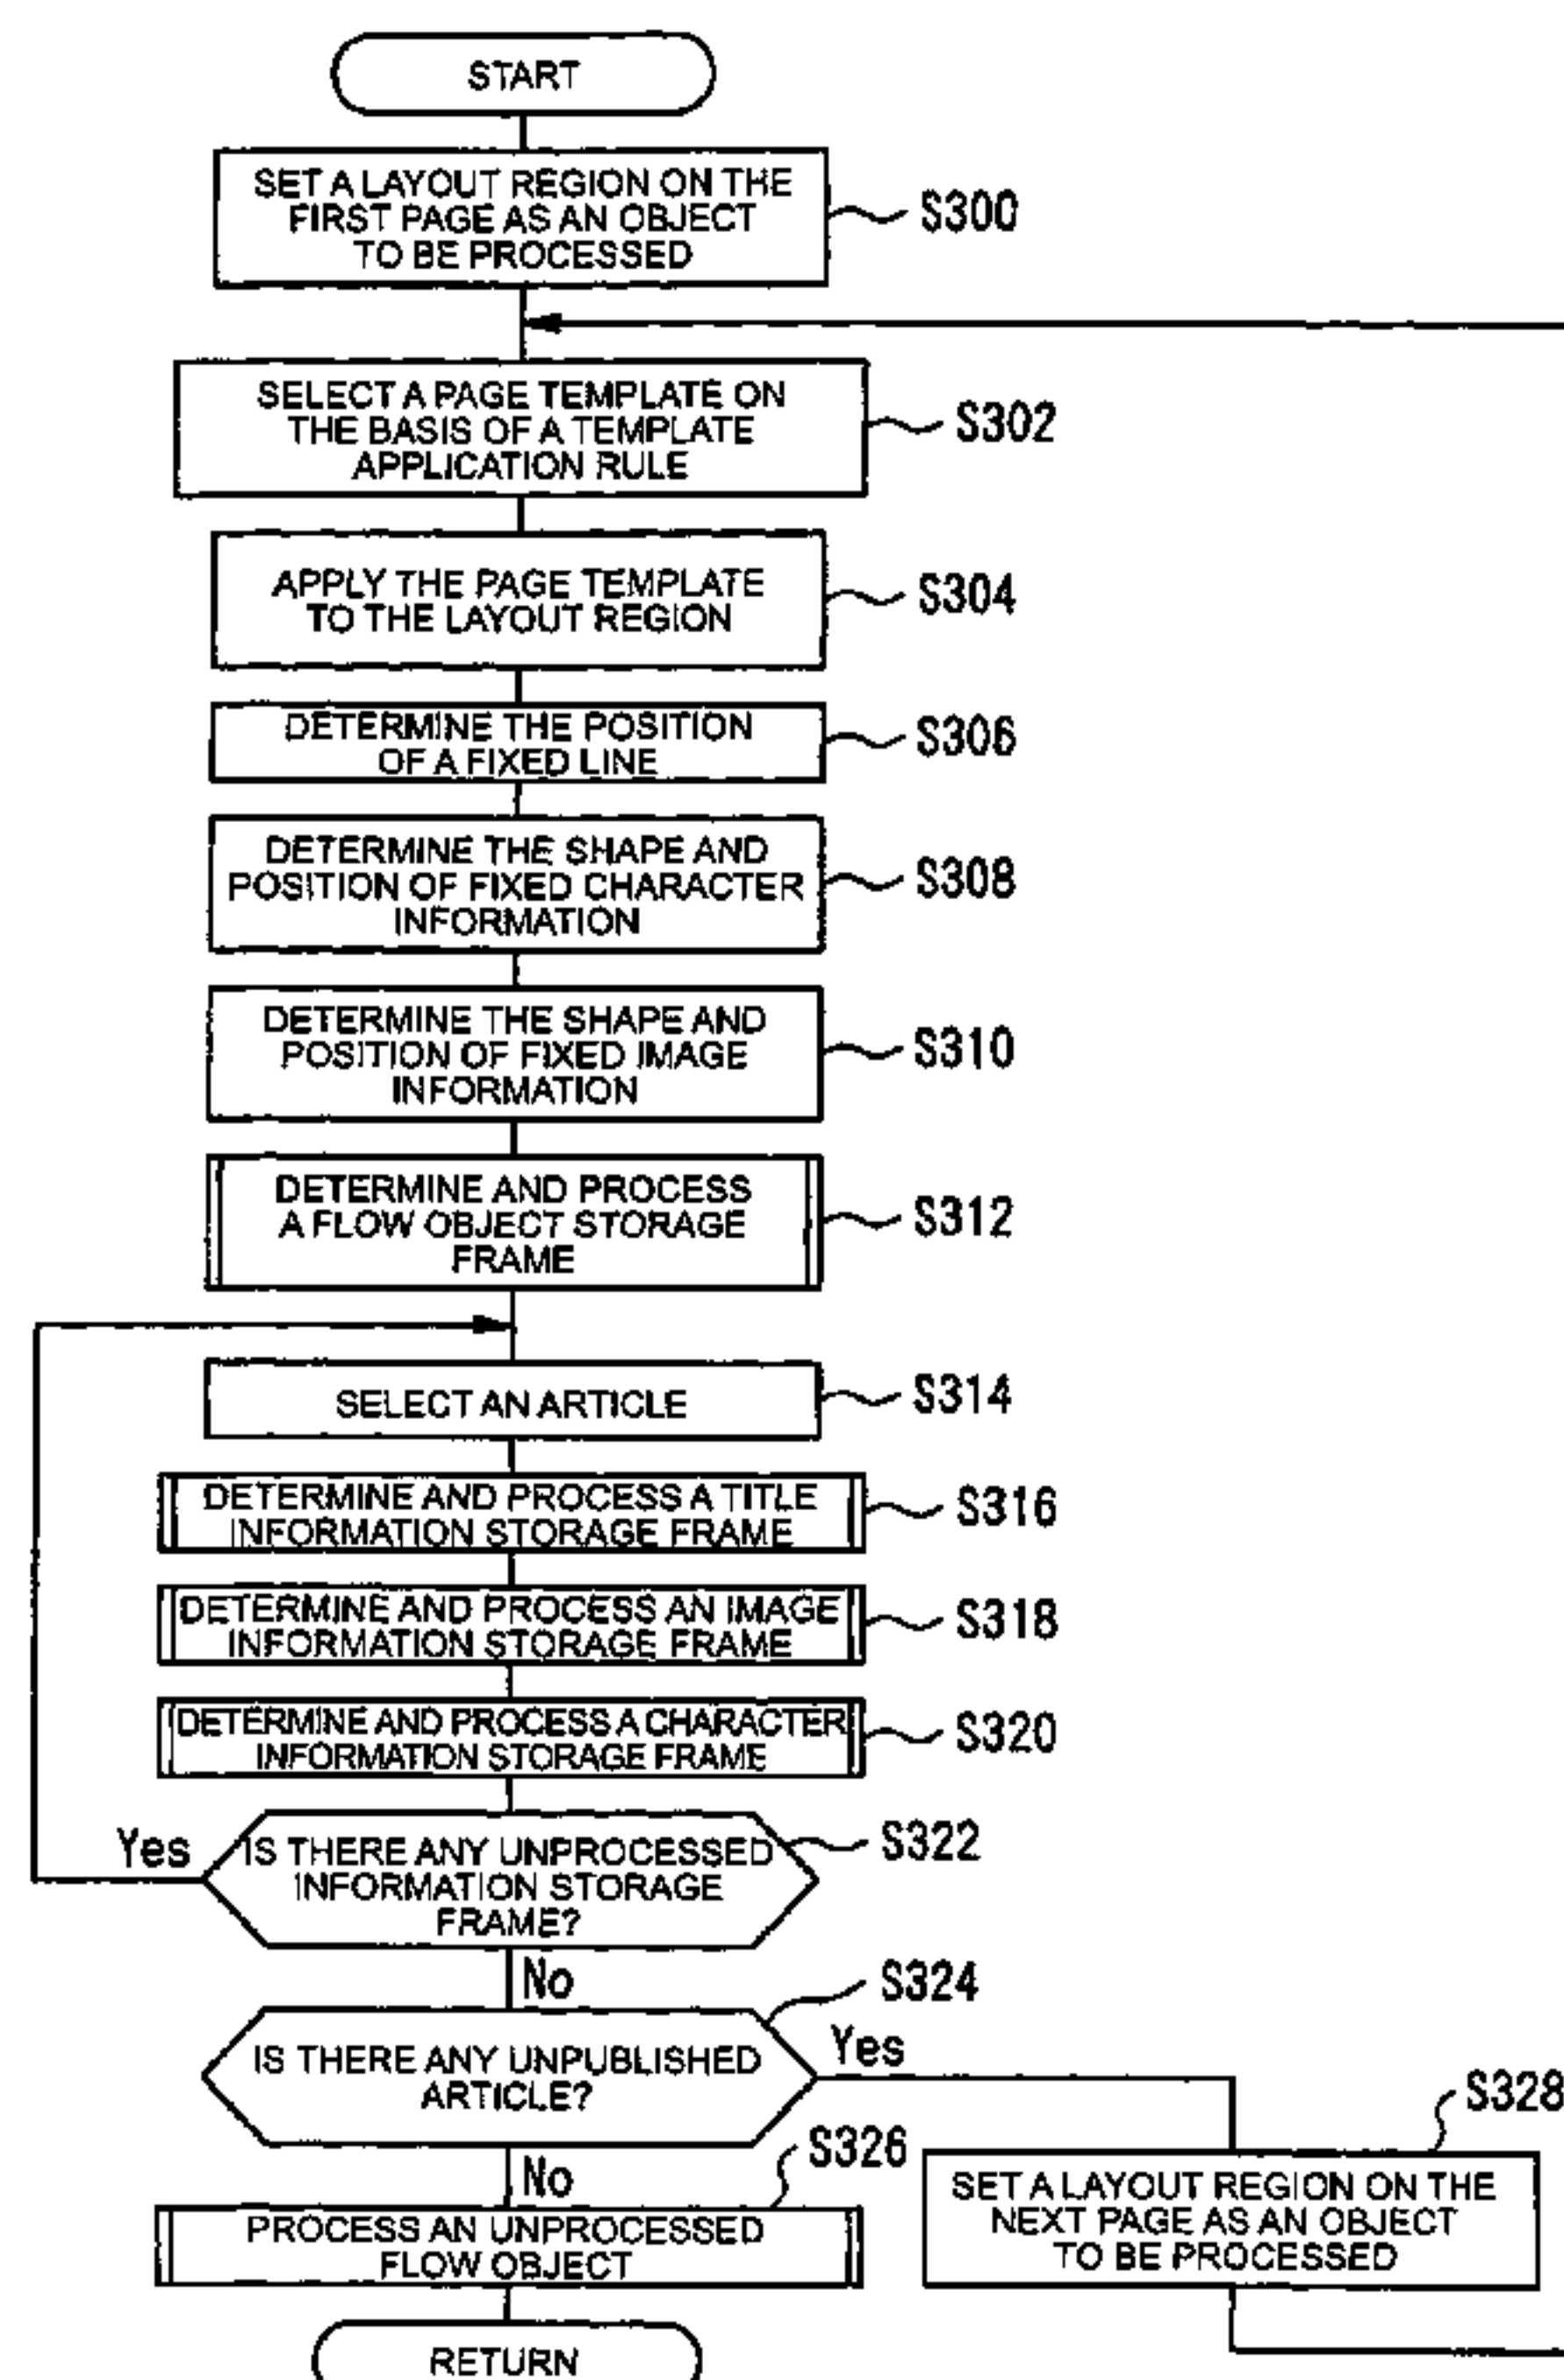 START
SET A LAYOUT REGION ON THE
FIRST PAGE AS AN OBJECT
TO BE PROCESSED
S300
SELECT A PAGE TEMPLATE ON
THE BASIS OF A TEMPLATE
APPLICATION RULE
S302
APPLY THE PAGE TEMPLATE
TO THE LAYOUT REGION
S304
DETERMINE THE POSITION
OF A FIXED LINE
S306
DETERMINE THE SHAPE AND
POSITION OF FIXED CHARACTER
INFORMATION
S308
DETERMINE THE SHAPE AND
POSITION OF FIXED IMAGE
INFORMATION
S310
DETERMINE AND PROCESS
A FLOW OBJECT STORAGE
FRAME
S312
SELECT AN ARTICLE
S314
DETERMINE AND PROCESS A TITLE
INFORMATION STORAGE FRAME
S316
DETERMINE AND PROCESS AN IMAGE
INFORMATION STORAGE FRAME
S318
DETERMINE AND PROCESS A CHARACTER
INFORMATION STORAGE FRAME
S320
Yes
IS THERE ANY UNPROCESSED
INFORMATION STORAGE
FRAME?
S322
No
S324
IS THERE ANY UNPUBLISHED
ARTICLE?
Yes
No
S326
PROCESS AN UNPROCESSED
FLOW OBJECT
S328
SET A LAYOUT REGION ON THE
NEXT PAGE AS AN OBJECT
TO BE PROCESSED
RETURN